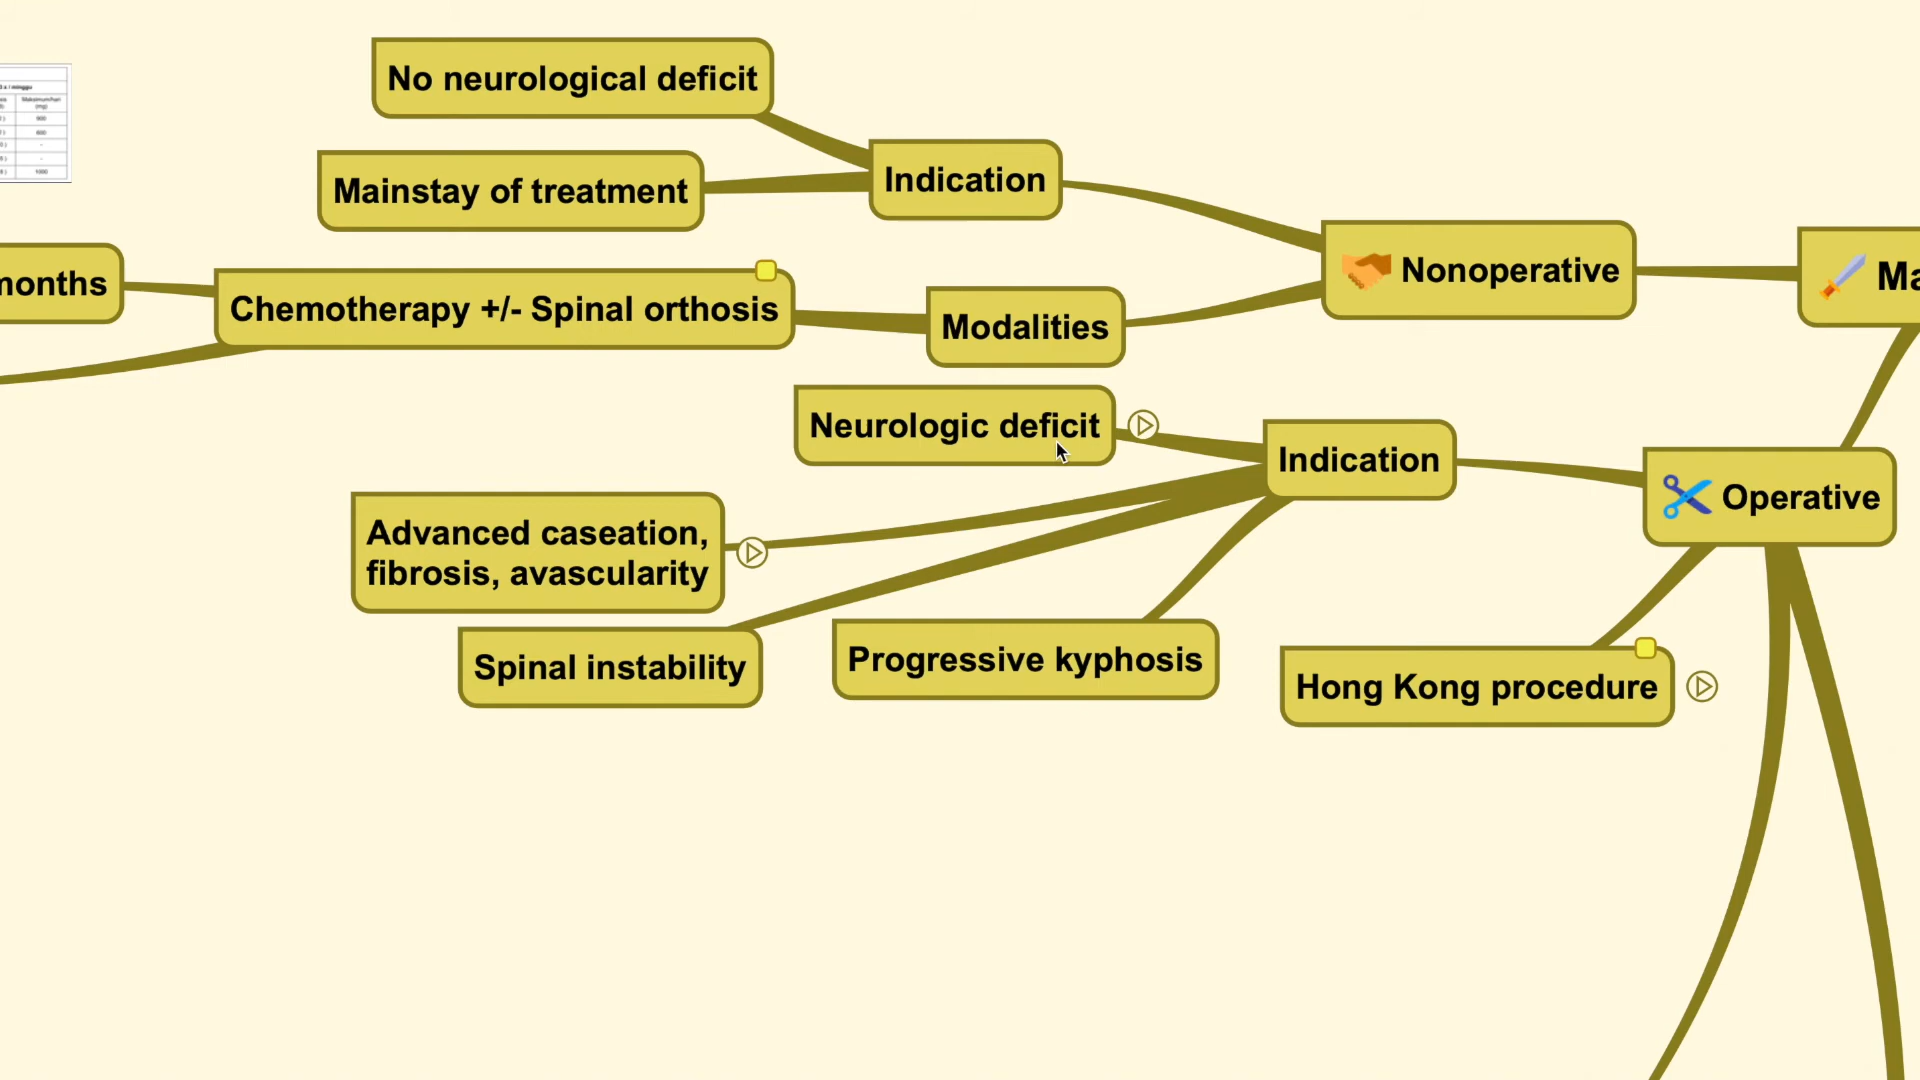 No neurological deficit
Mainstay of treatment
Indication
months
Chemotherapy +/- Spinal orthosis
Modalities
Nonoperative
Neurologic deficit
Indication
Operative
Advanced caseation,
fibrosis, avascularity
Spinal instability
Progressive kyphosis
Hong Kong procedure